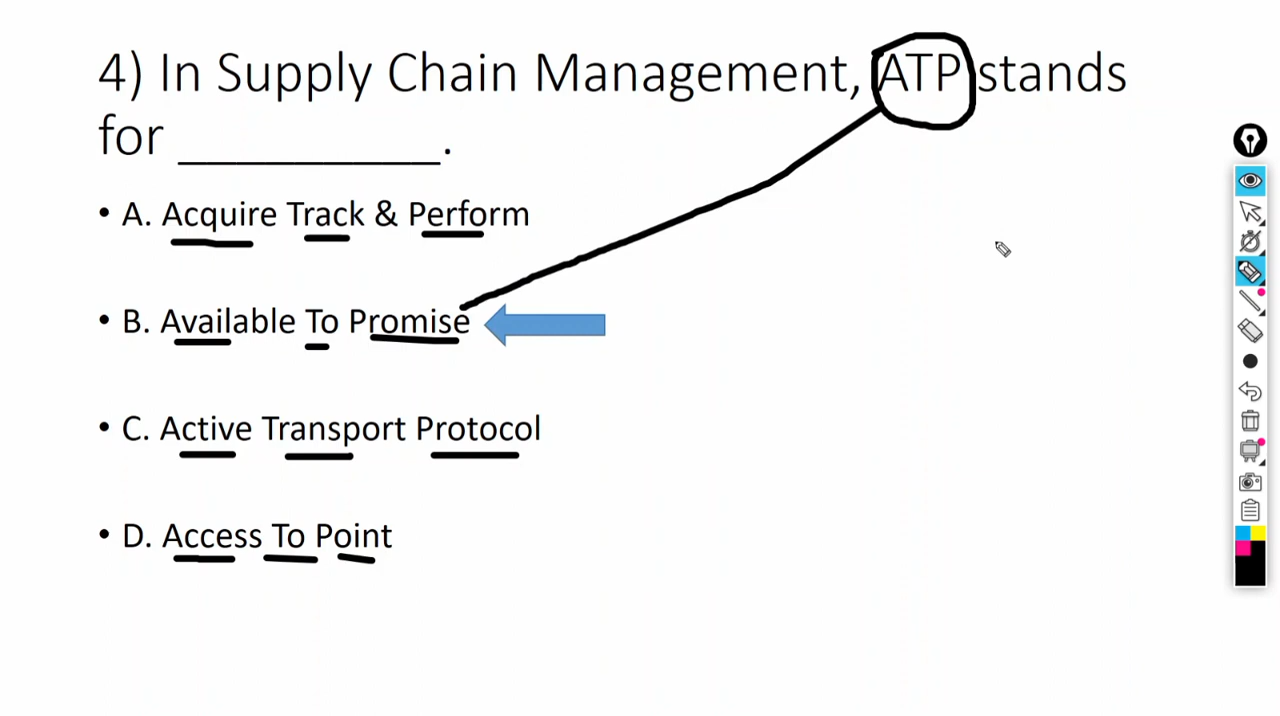 4) In Supply Chain Management, ATP stands
for __________.
• A. Acquire Track & Perform
• B. Available To Promise
• C. Active Transport Protocol
• D. Access To Point